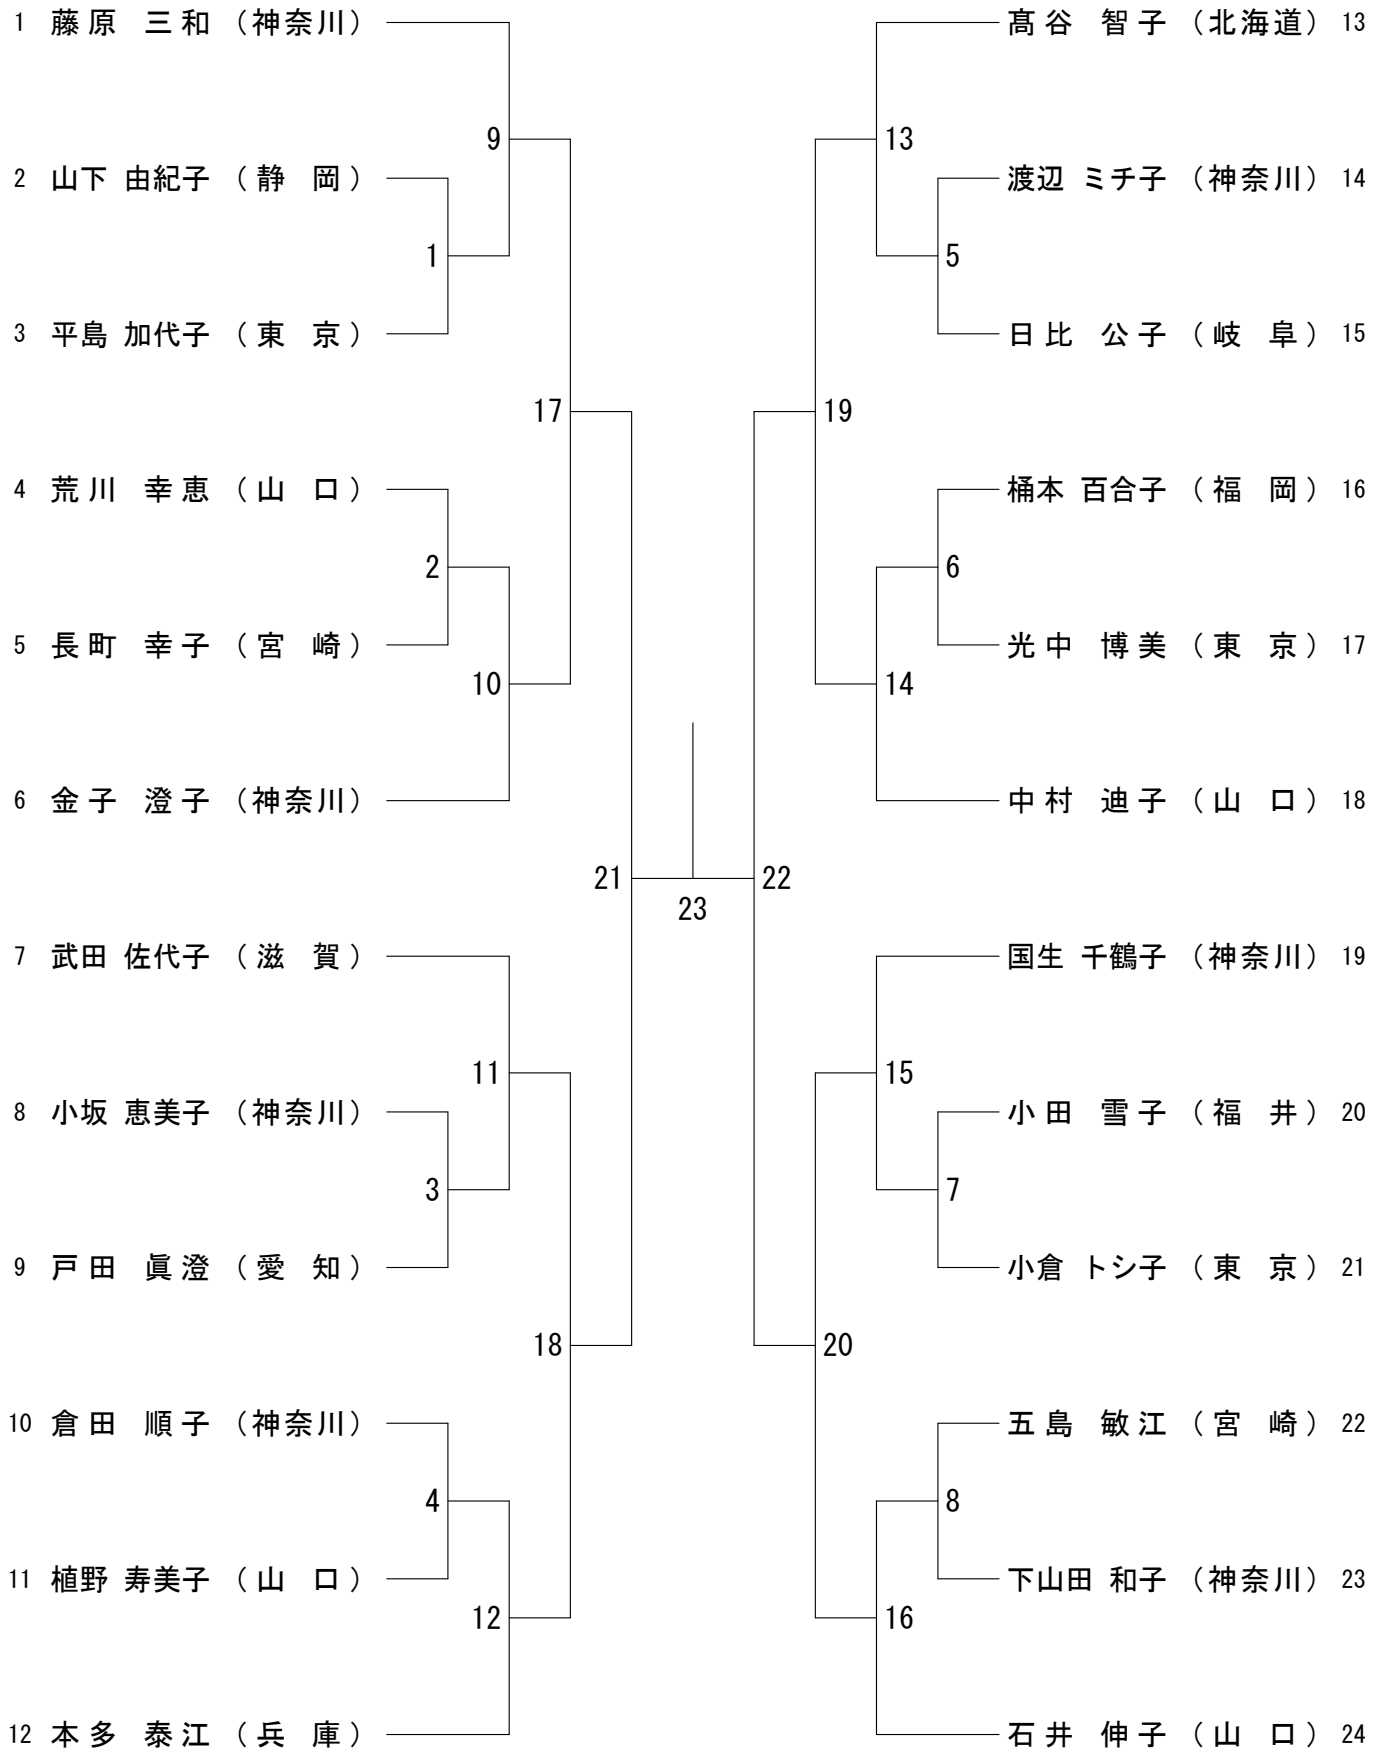 1 藤原 三和 (神奈川)
2 山下 由紀子 (静 岡)
3 平島 加代子 (東 京)
4 荒川 幸恵 (山 口)
5 長町 幸子 (宮 崎)
6 金子 澄子 (神奈川)
7 武田 佐代子 (滋 賀)
8 小坂 恵美子 (神奈川)
9 戸田 眞澄 (愛 知)
10 倉田 順子 (神奈川)
11 植野 寿美子 (山 口)
12 本多 泰江 (兵 庫)
9
1
17
2
10
21
11
3
18
4
12
23
13
5
19
6
14
22
15
7
20
8
16
髙谷 智子 (北海道) 13
渡辺 ミチ子 (神奈川) 14
日比 公子 (岐 阜) 15
桶本 百合子 (福 岡) 16
光中 博美 (東 京) 17
中村 迪子 (山 口) 18
国生 千鶴子 (神奈川) 19
小田 雪子 (福 井) 20
小倉 トシ子 (東 京) 21
五島 敏江 (宮 崎) 22
下山田 和子 (神奈川) 23
石井 伸子 (山 口) 24